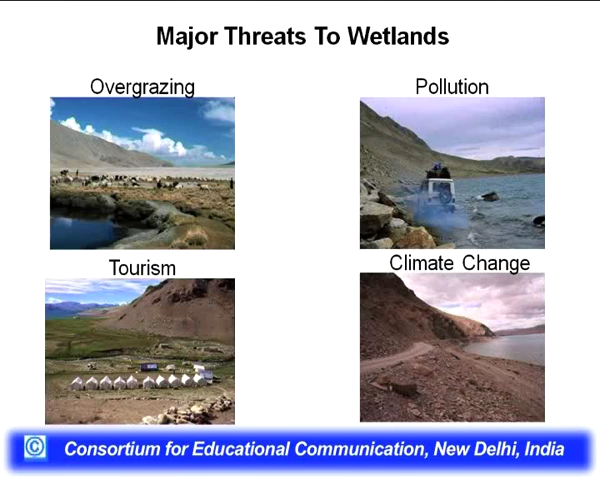 Major Threats To Wetlands
Overgrazing
Pollution
Tourism
Climate Change
© Consortium for Educational Communication, New Delhi, India